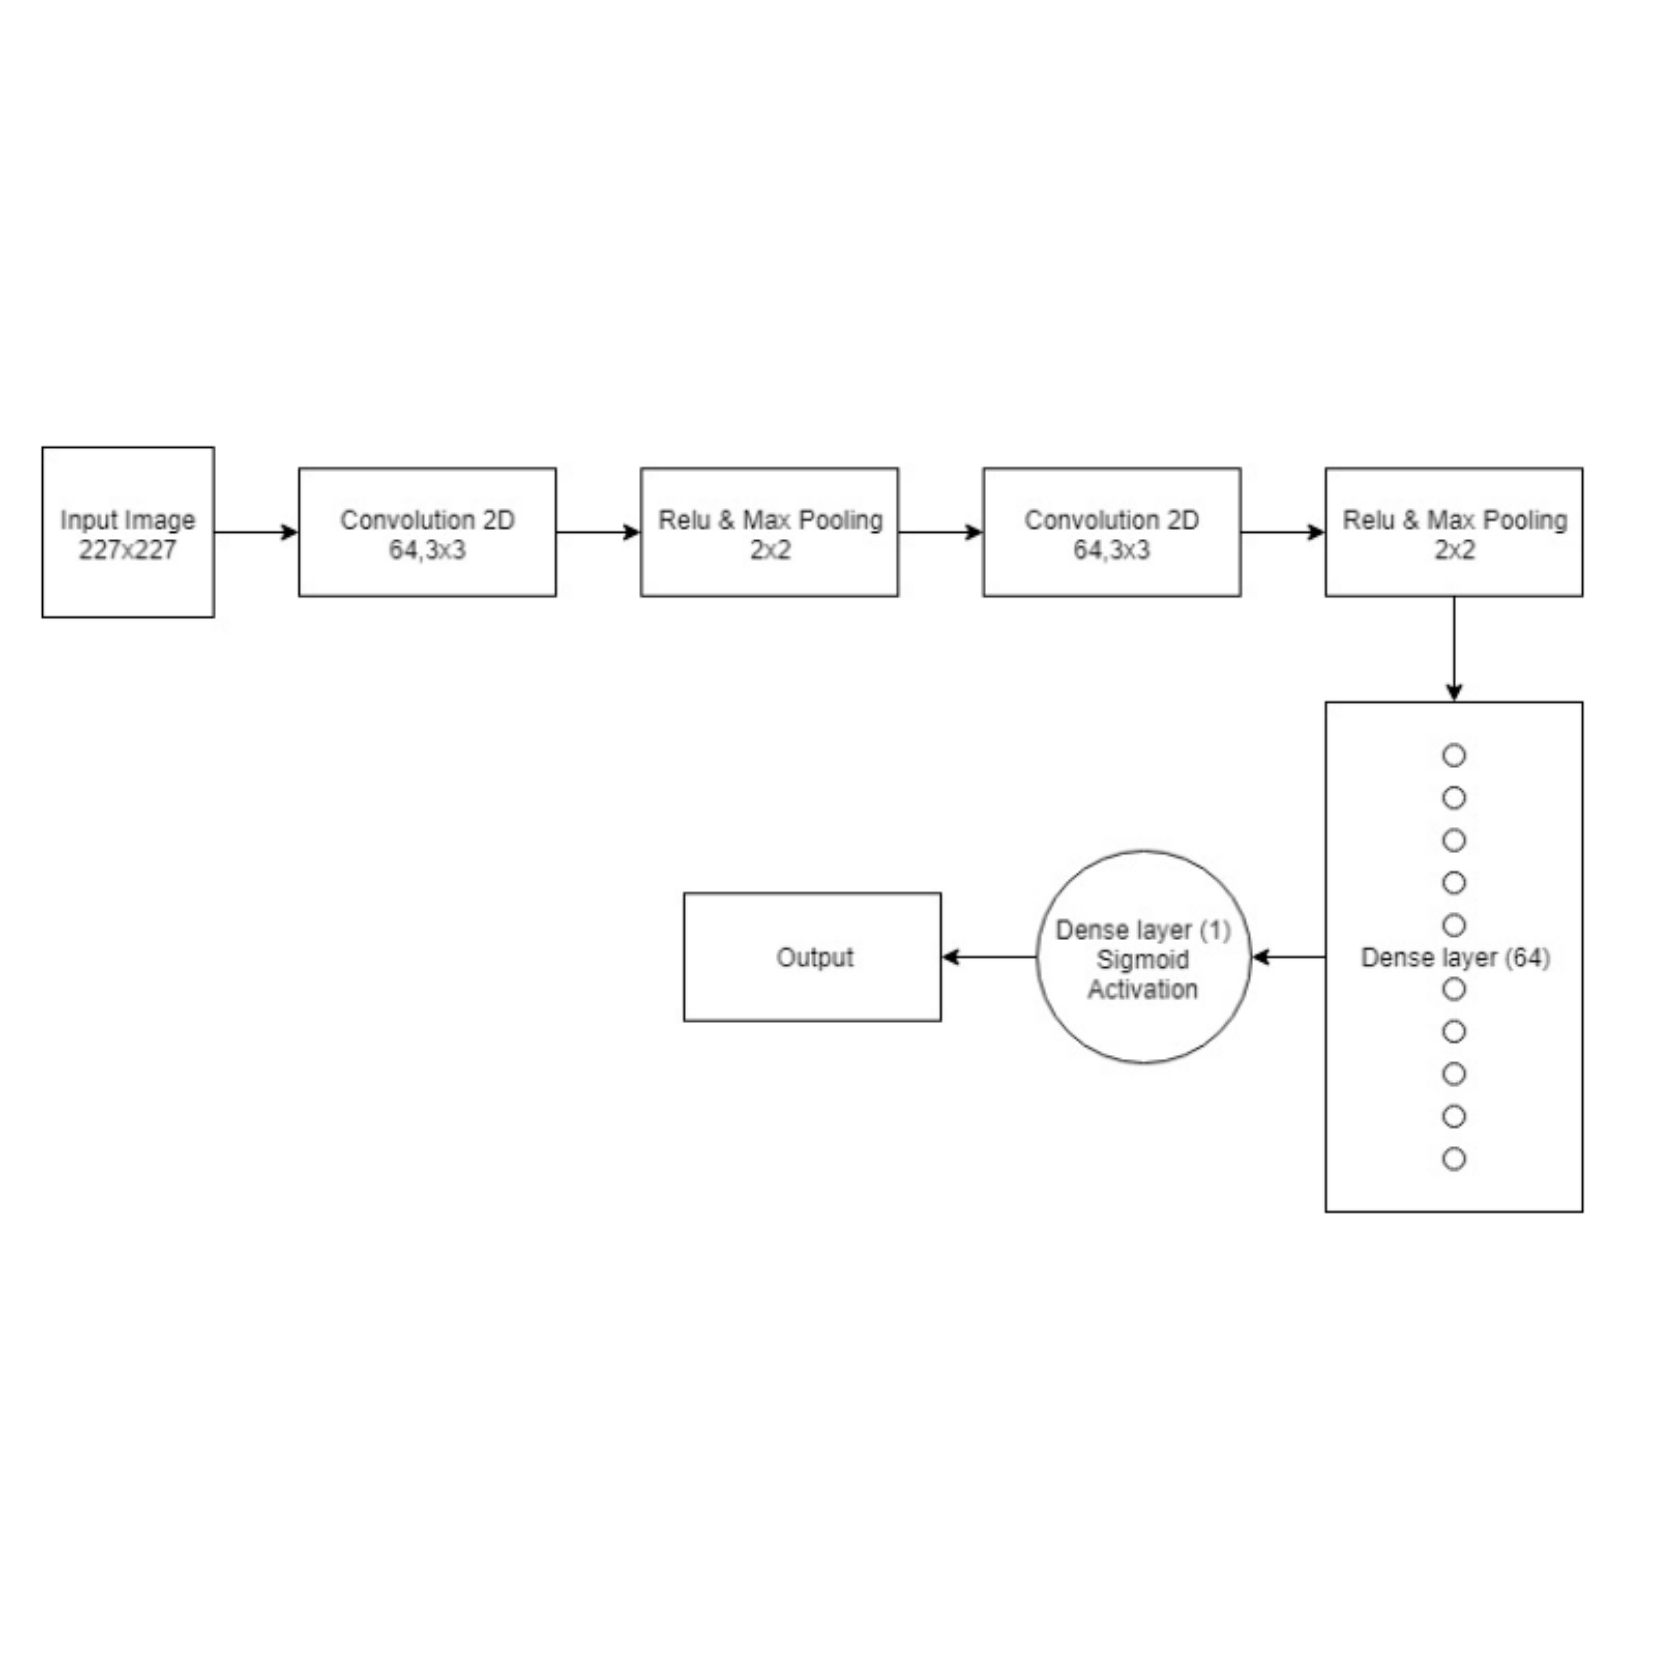 Input Image
227x227
Convolution 2D
64,3x3
Relu & Max Pooling
2x2
Convolution 2D
64,3x3
Relu & Max Pooling
2x2
Dense layer (64)
Dense layer (1)
Sigmoid
Activation
Output